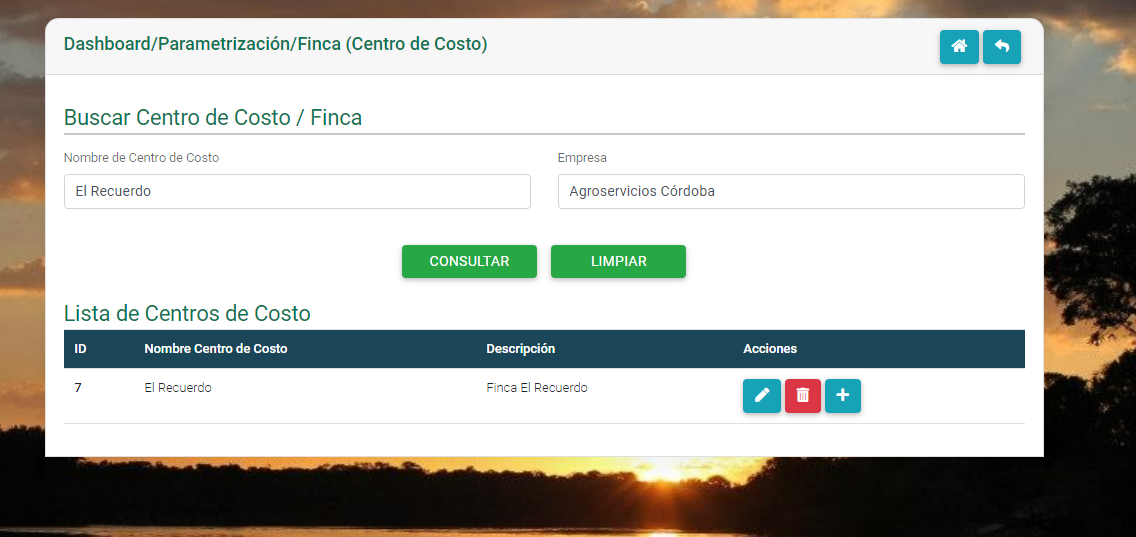 Dashboard/Parametrización/Finca (Centro de Costo)
Buscar Centro de Costo / Finca
Nombre de Centro de Costo Empresa
El Recuerdo Agroservicios Córdoba
CONSULTAR LIMPIAR
Lista de Centros de Costo
ID Nombre Centro de Costo Descripción Acciones
7 El Recuerdo Finca El Recuerdo